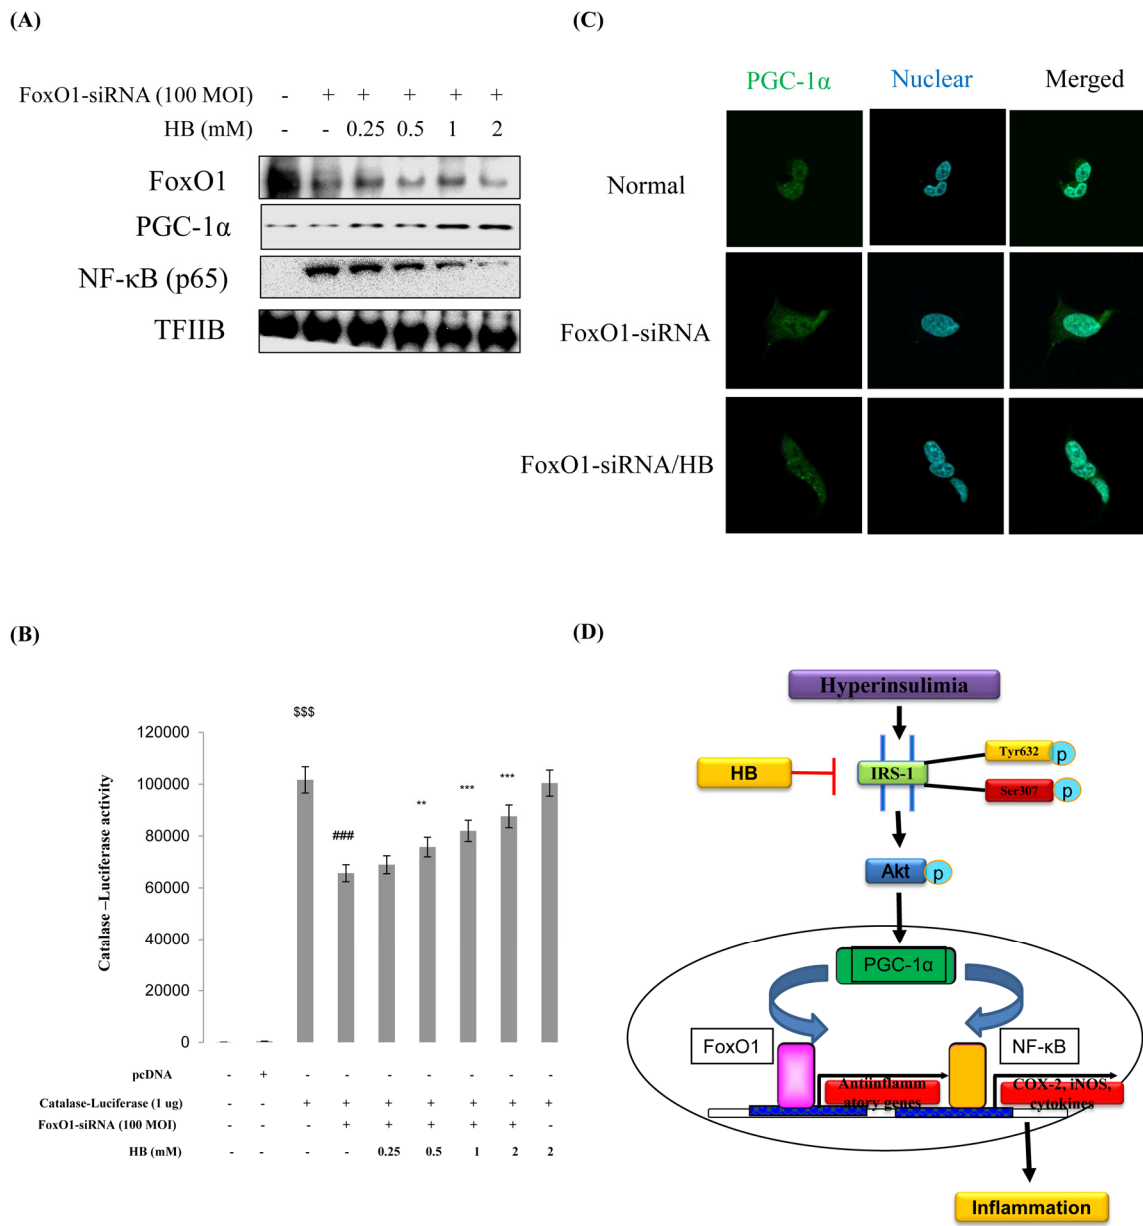 (A)
FoxO1-siRNA (100 MOI) - + + + + +
HB (mM) - - 0.25 0.5 1 2
FoxO1
PGC-1α
NF-κB (p65)
TFIIB
(C)
PGC-1α Nuclear Merged
Normal
FoxO1-siRNA
FoxO1-siRNA/HB
(B)
Catalase –Luciferase activity
120000
100000
80000
60000
40000
20000
0
$$$
###
**
***
***
pcDNA - + - - - - - - -
Catalase-Luciferase (1 ug) - - + + + + + + +
FoxO1-siRNA (100 MOI) - - - + + + + + -
HB (mM) - - - - 0.25 0.5 1 2 2
(D)
Hyperinsulimia
HB
IRS-1
Tyr632 p
Ser307 p
Akt p
PGC-1α
FoxO1
NF-κB
Antiinflamm
atory genes
COX-2, iNOS,
cytokines
Inflammation